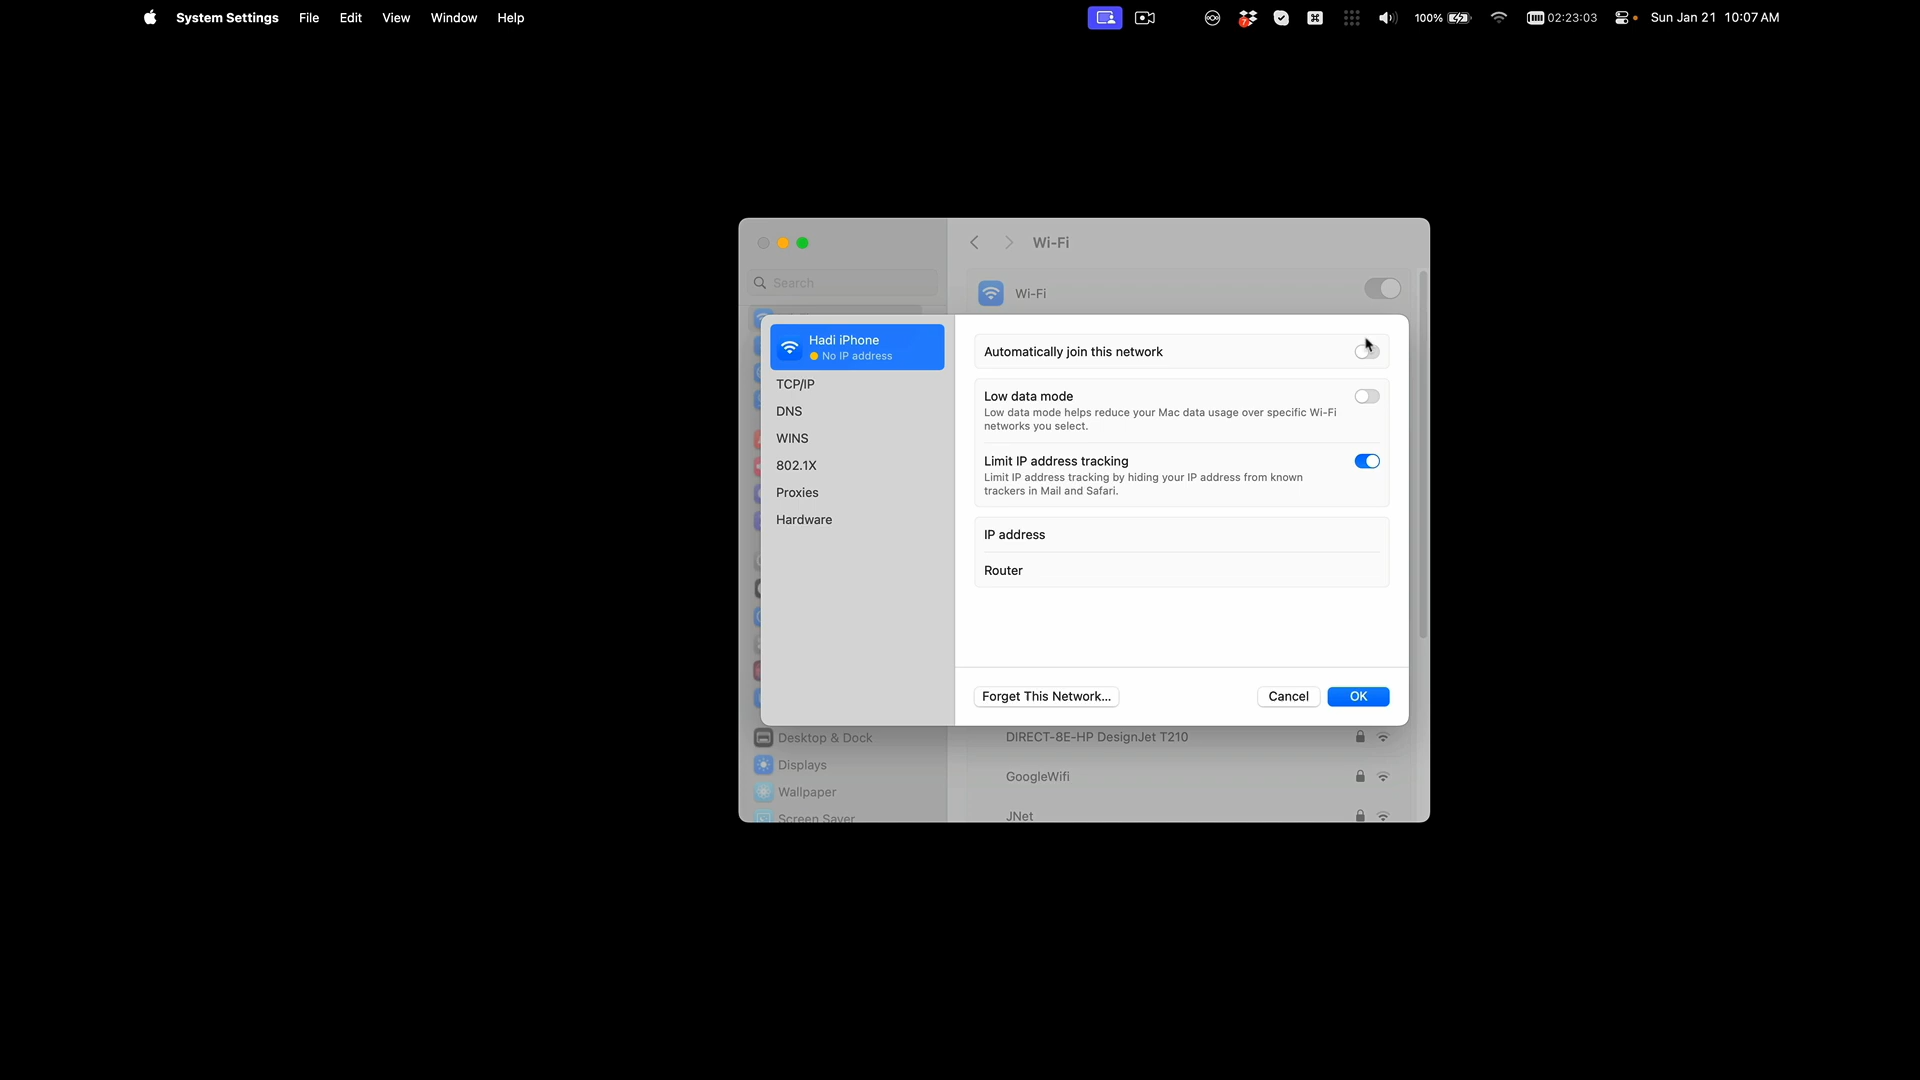 System Settings File Edit View Window Help
7 100% 02:23:03 Sun Jan 21 10:07 AM
Wi-Fi
Search
Wi-Fi
Hadi iPhone
No IP address
TCP/IP
DNS
WINS
802.1X
Proxies
Hardware
Automatically join this network
Low data mode
Low data mode helps reduce your Mac data usage over specific Wi-Fi
networks you select.
Limit IP address tracking
Limit IP address tracking by hiding your IP address from known
trackers in Mail and Safari.
IP address
Router
Forget This Network... Cancel OK
Desktop & Dock
Displays
Wallpaper
Screen Saver
DIRECT-8E-HP DesignJet T210
GoogleWifi
JNet